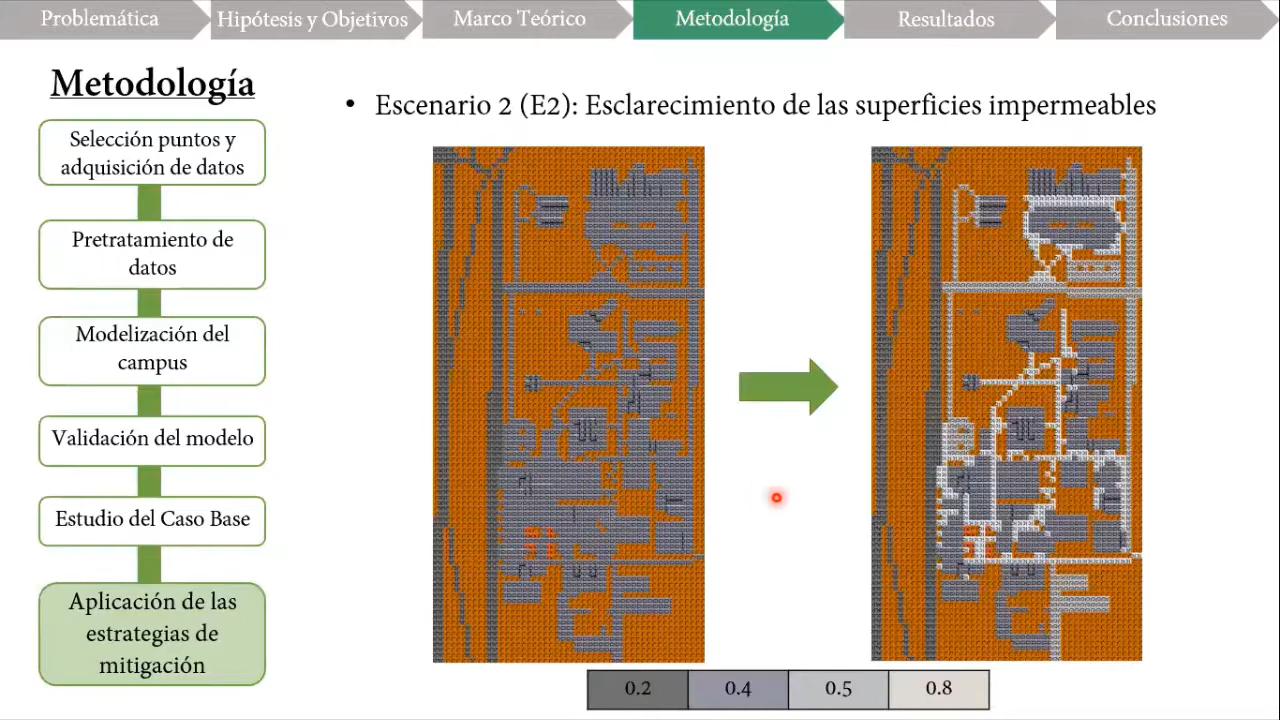 Problemática
Hipótesis y Objetivos
Marco Teórico
Metodología
Resultados
Conclusiones
Metodología
Selección puntos y
adquisición de datos
Pretratamiento de
datos
Modelización del
campus
Validación del modelo
Estudio del Caso Base
Aplicación de las
estrategias de
mitigación
• Escenario 2 (E2): Esclarecimiento de las superficies impermeables
0.2
0.4
0.5
0.8